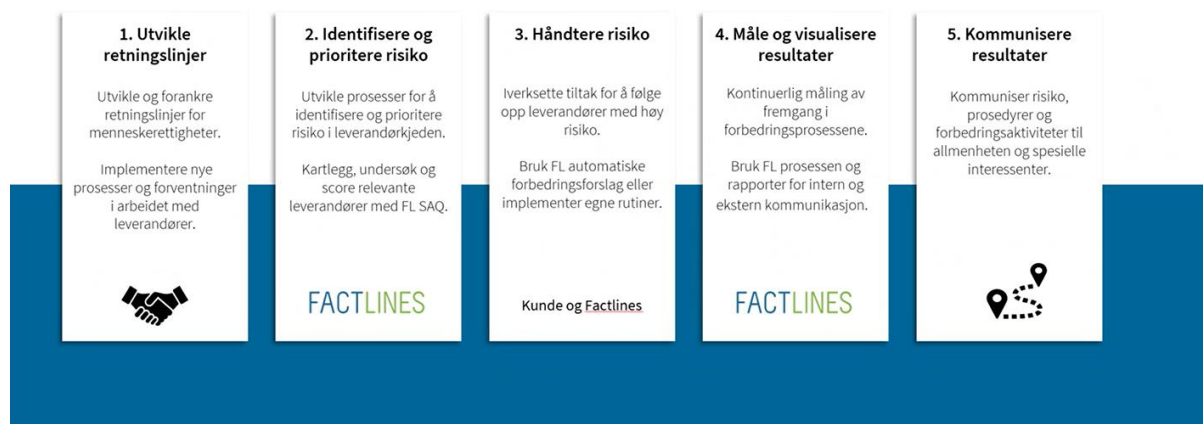 1. Utvikle
retningslinjer
Utvikle og forankre
retningslinjer for
menneskerettigheter.
Implementere nye
prosesser og forventninger
i arbeidet med
leverandører.
2. Identifisere og
prioritere risiko
Utvikle prosesser for å
identifisere og prioritere
risiko i leverandørkjeden.
Kartlegg, undersøk og
score relevante
leverandører med FL SAQ.
FACTLINES
3. Håndtere risiko
Iverksette tiltak for å følge
opp leverandører med høy
risiko.
Bruk FL automatiske
forbedringsforslag eller
implementer egne rutiner.
Kunde og Factlines
4. Måle og visualisere
resultater
Kontinuerlig måling av
fremgang i
forbedringsprosessene.
Bruk FL prosessen og
rapporter for intern og
ekstern kommunikasjon.
FACTLINES
5. Kommunisere
resultater
Kommuniser risiko,
prosedyrer og
forbedringsaktiviteter til
allmenheten og spesielle
interessenter.